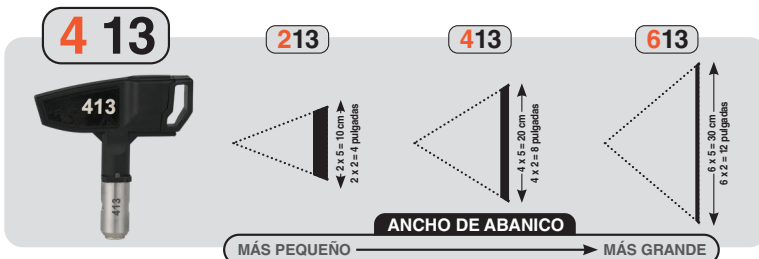 4 13
213
413
613
413
413
2 x 5 = 10 cm
2 x 2 = 4 pulgadas
4 x 5 = 20 cm
4 x 2 = 8 pulgadas
6 x 5 = 30 cm
6 x 2 = 12 pulgadas
ANCHO DE ABANICO
MÁS PEQUEÑO
MÁS GRANDE